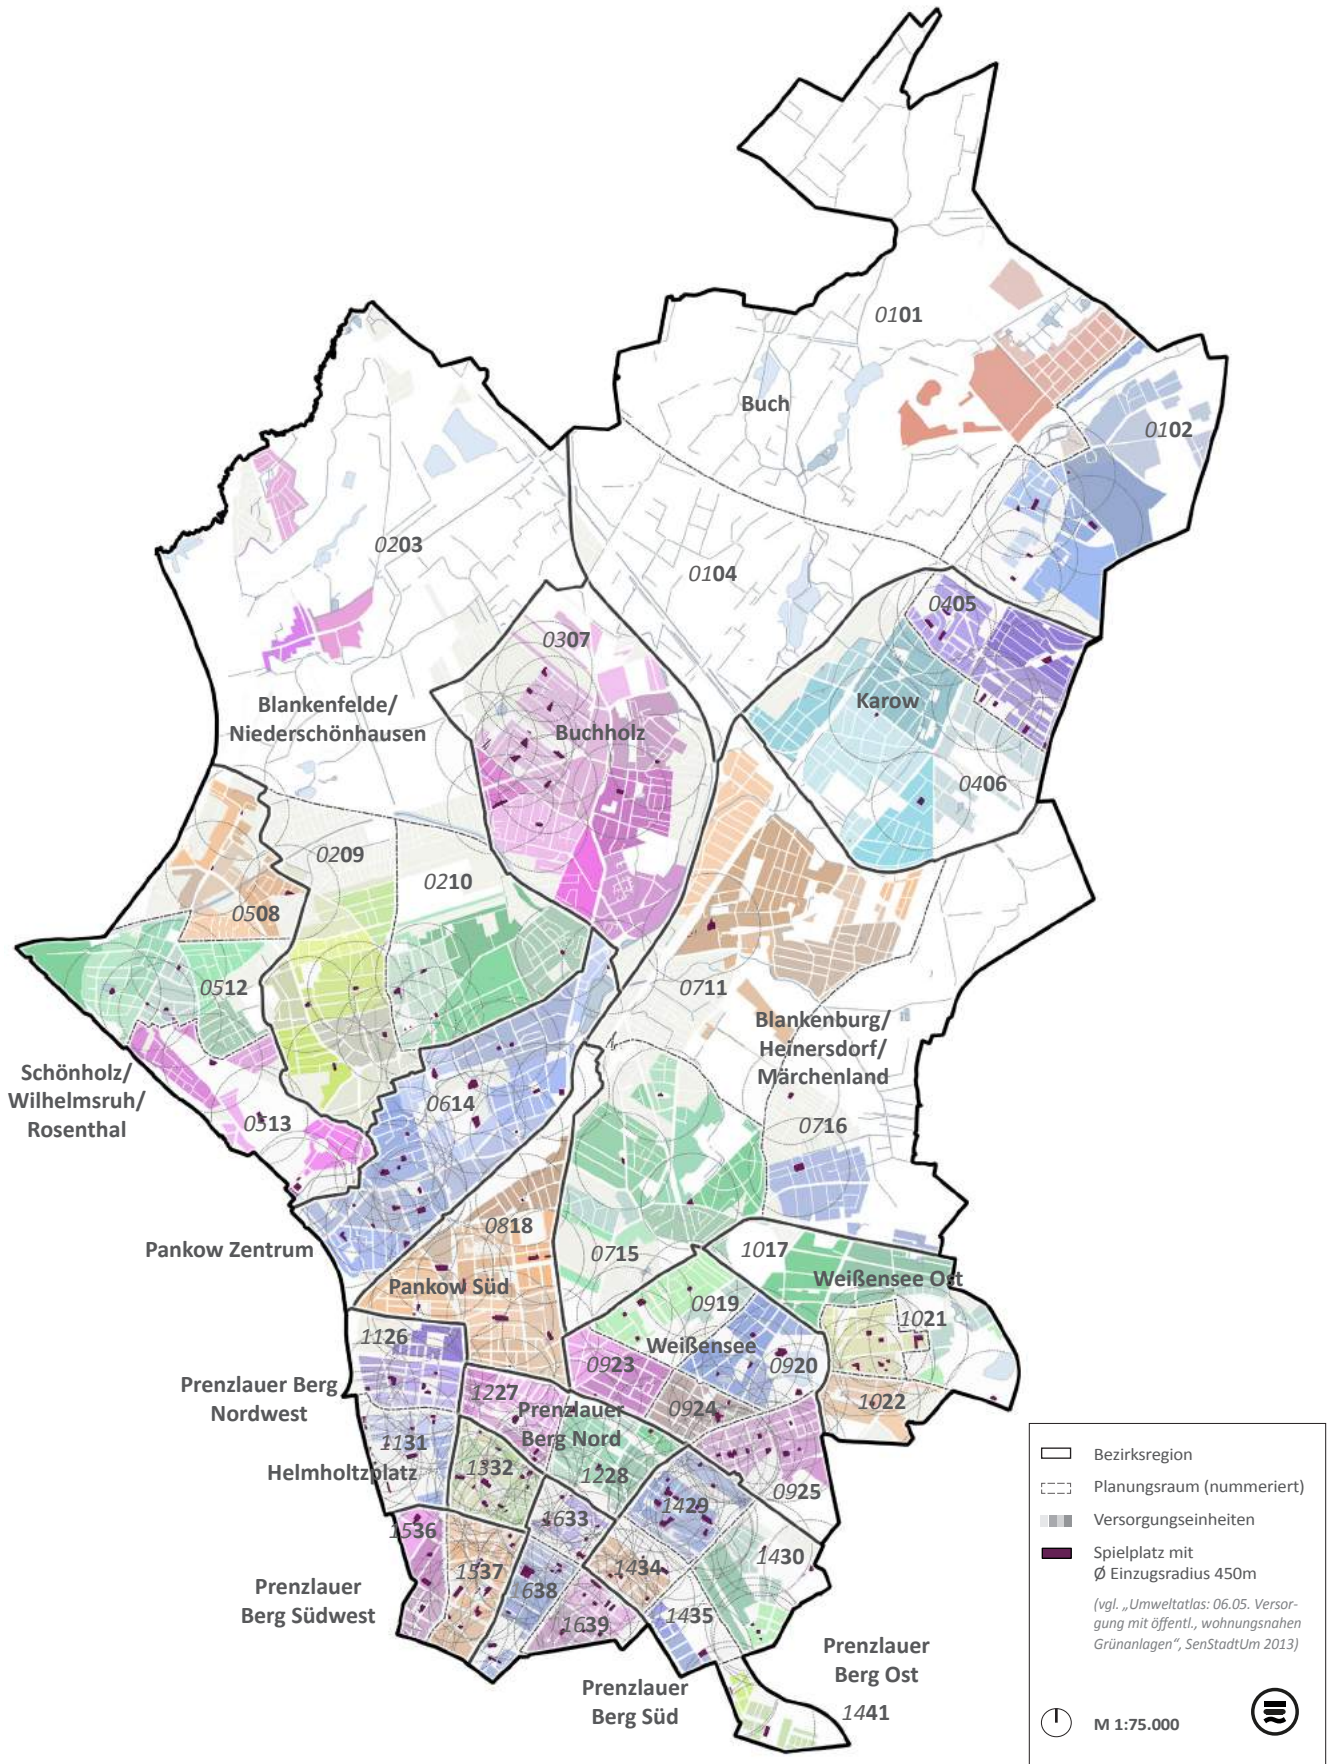 0101
Buch
0102
0203
0104
0405
0307
Karow
Blankenfelde/
Niederschönhausen
Buchholz
0406
0209
0210
0508
0512
0711
Blankenburg/
Heinersdorf/
Märchenland
Schönholz/
Wilhelmsruh/
Rosenthal
0614
0513
0716
0818
Pankow Zentrum
0715
1017
Pankow Süd
Weißensee Ost
0919
1021
1126
Weißensee
0923
0920
Prenzlauer Berg
Nordwest
1227
Prenzlauer
Berg Nord
0924
1022
1131
Helmholtzplatz
1332
1228
0925
1429
1536
1633
1430
1537
1434
1638
Prenzlauer
Berg Südwest
1639
1435
Prenzlauer
Berg Ost
Prenzlauer
Berg Süd
1441
Bezirksregion
Planungsraum (nummeriert)
Versorgungseinheiten
Spielplatz mit
Ø Einzugsradius 450m
(vgl. „Umweltatlas: 06.05. Versor-
gung mit öffentl., wohnungsnahen
Grünanlagen“, SenStadtUm 2013)
M 1:75.000